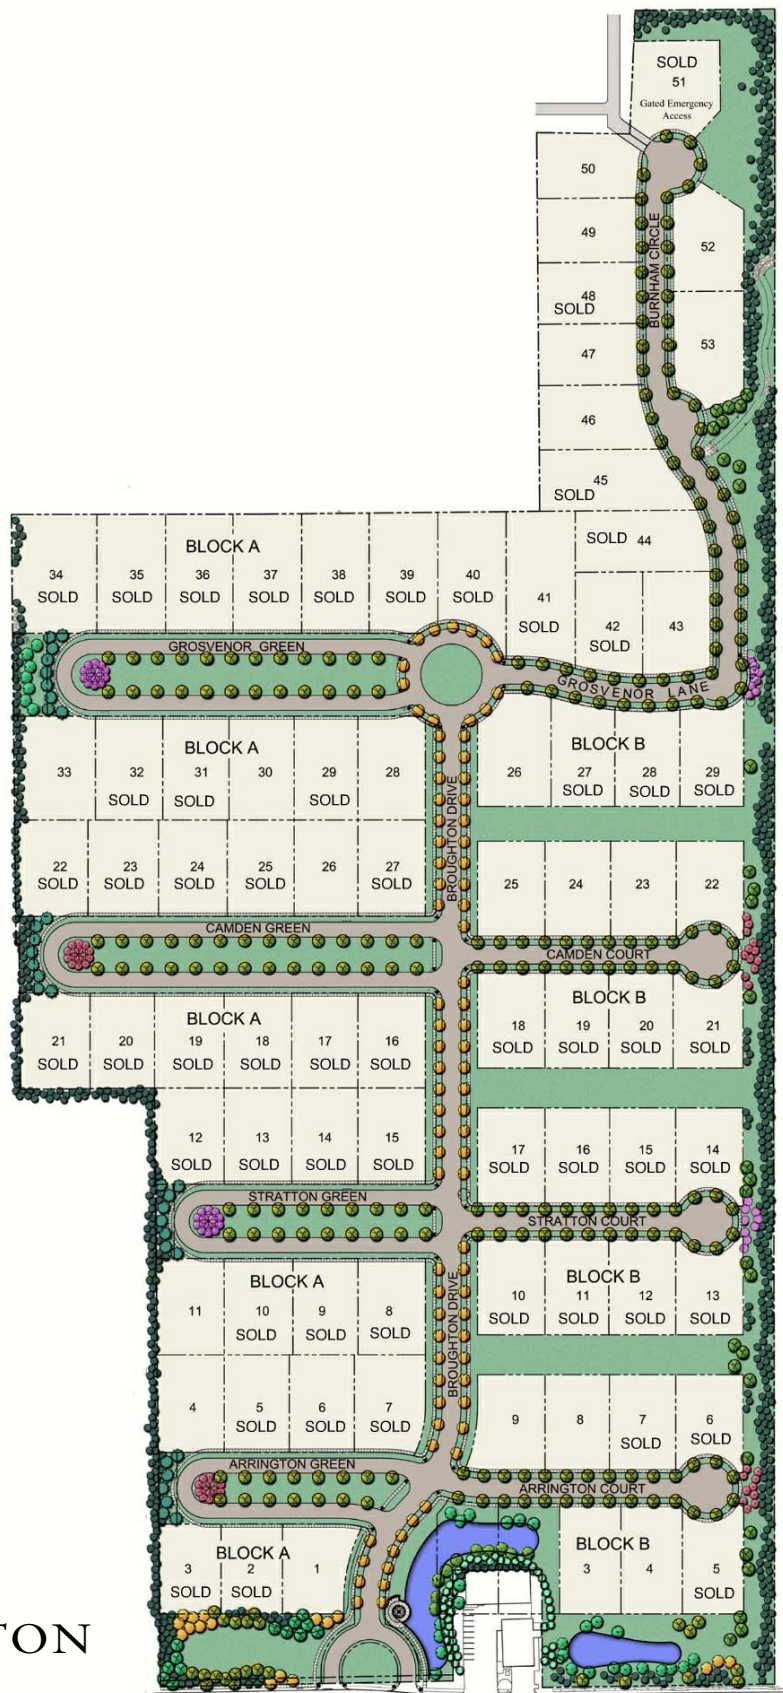 SOLD
51
Gated Emergency
Access
50
49
52
BURNHAM CIRCLE
48
SOLD
47
53
46
45
SOLD
SOLD 44
BLOCK A
34
SOLD
35
SOLD
36
SOLD
37
SOLD
38
SOLD
39
SOLD
40
SOLD
41
SOLD
42
SOLD
43
GROSVENOR GREEN
GROSVENOR LANE
BLOCK A
33
32
SOLD
31
SOLD
30
29
SOLD
28
BLOCK B
26
27
SOLD
28
SOLD
29
SOLD
BROUGHTON DRIVE
22
SOLD
23
SOLD
24
SOLD
25
SOLD
26
27
SOLD
25
24
23
22
CAMDEN GREEN
CAMDEN COURT
BLOCK A
21
SOLD
20
SOLD
19
SOLD
18
SOLD
17
SOLD
16
SOLD
BLOCK B
18
SOLD
19
SOLD
20
SOLD
21
SOLD
12
SOLD
13
SOLD
14
SOLD
15
SOLD
17
SOLD
16
SOLD
15
SOLD
14
SOLD
STRATTON GREEN
STRATTON COURT
BLOCK A
11
10
SOLD
9
SOLD
8
SOLD
BLOCK B
10
SOLD
11
SOLD
12
SOLD
13
SOLD
BROUGHTON DRIVE
4
5
SOLD
6
SOLD
7
SOLD
9
8
7
SOLD
6
SOLD
ARRINGTON GREEN
ARRINGTON COURT
BLOCK A
3
SOLD
2
SOLD
1
BLOCK B
3
4
5
SOLD
TON